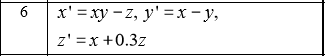 6 x' = xy − z, y' = x − y,
z' = x + 0.3z